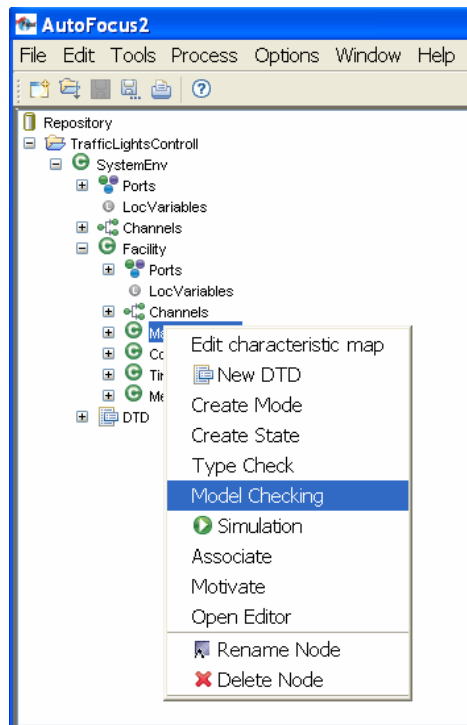 AutoFocus2
File Edit Tools Process Options Window Help
Repository
TrafficLightsControll
SystemEnv
Ports
LocVariables
Channels
Facility
Ports
LocVariables
Channels
DTD
Edit characteristic map
New DTD
Create Mode
Create State
Type Check
Model Checking
Simulation
Associate
Motivate
Open Editor
Rename Node
Delete Node